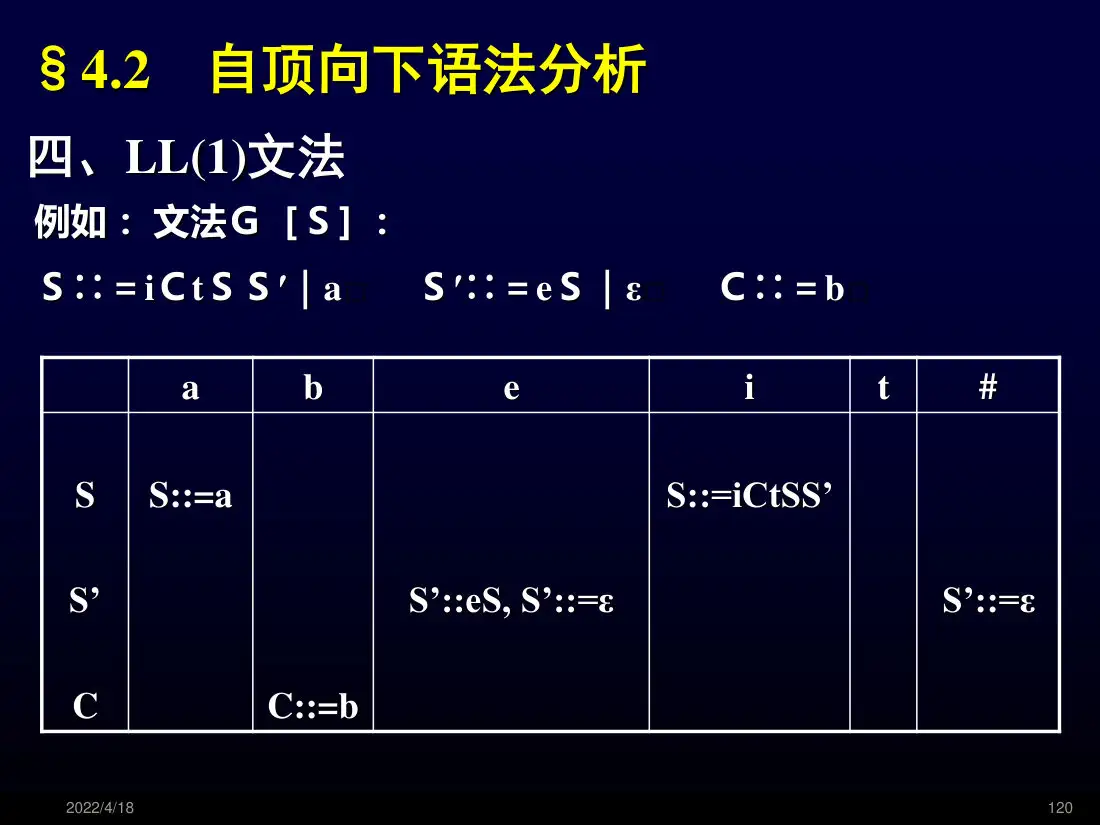 §4.2 自顶向下语法分析
四、LL(1)文法
例如： 文法G ［S］：
S∷=iCtS S′│a S′∷=eS │ε C∷=b
a b e i t #
S S::=a S::=iCtSS’
S’ S’::eS, S’::=ε S’::=ε
C C::=b
2022/4/18 120